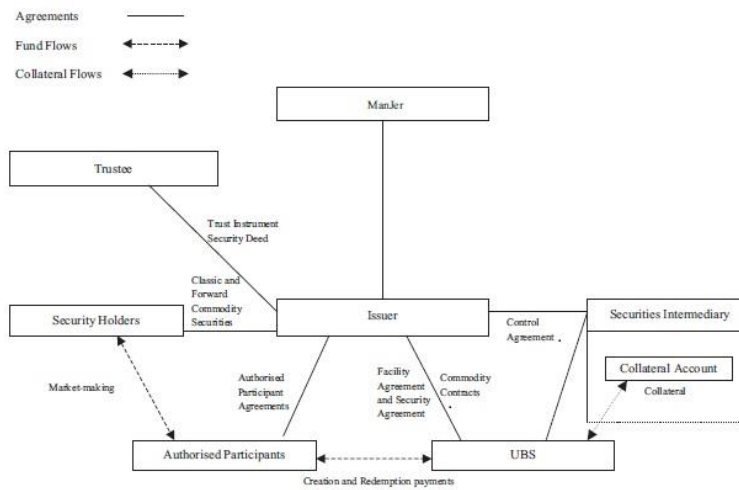 Agreements
Fund Flows
Collateral Flows
ManJer
Trustee
Trust Instrument
Security Deed
Classic and
Forward
Commodity
Securities
Security Holders
Issuer
Securities Intermediary
Control
Agreement .
Collateral Account
Collateral
Market-making
Authorised
Participant
Agreements
Facility
Agreement
and Security
Agreement
Commodity
Contracts
.
Authorised Participants
UBS
Creation and Redemption payments